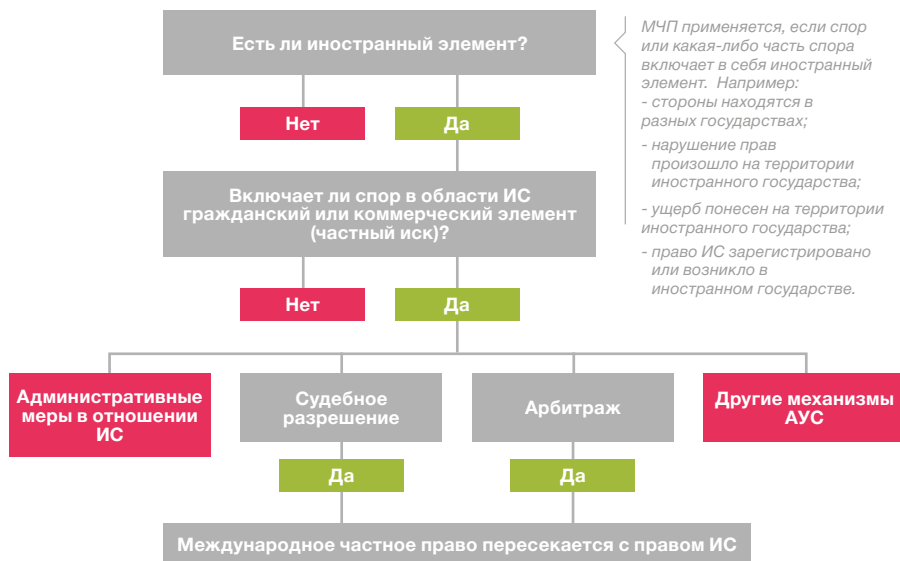 Есть ли иностранный элемент?
МЧП применяется, если спор
или какая-либо часть спора
включает в себя иностранный
элемент. Например:
- стороны находятся в
разных государствах;
- нарушение прав
произошло на территории
иностранного государства;
- ущерб понесен на территории
иностранного государства;
- право ИС зарегистрировано
или возникло в
иностранном государстве.
Нет
Да
Включает ли спор в области ИС
гражданский или коммерческий элемент
(частный иск)?
Нет
Да
Административные
меры в отношении
ИС
Судебное
разрешение
Арбитраж
Другие механизмы
АУС
Да
Да
Международное частное право пересекается с правом ИС